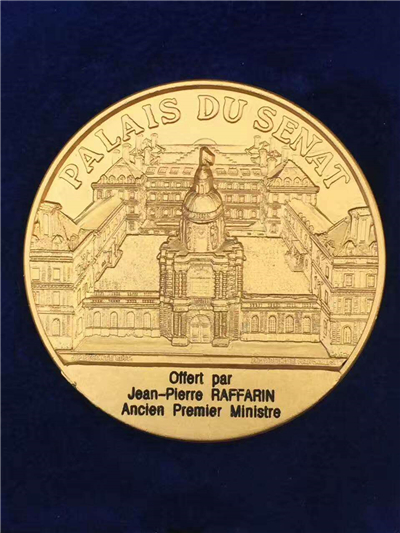 PALAIS DU SENAT
Offert par
Jean-Pierre RAFFARIN
Ancien Premier Ministre